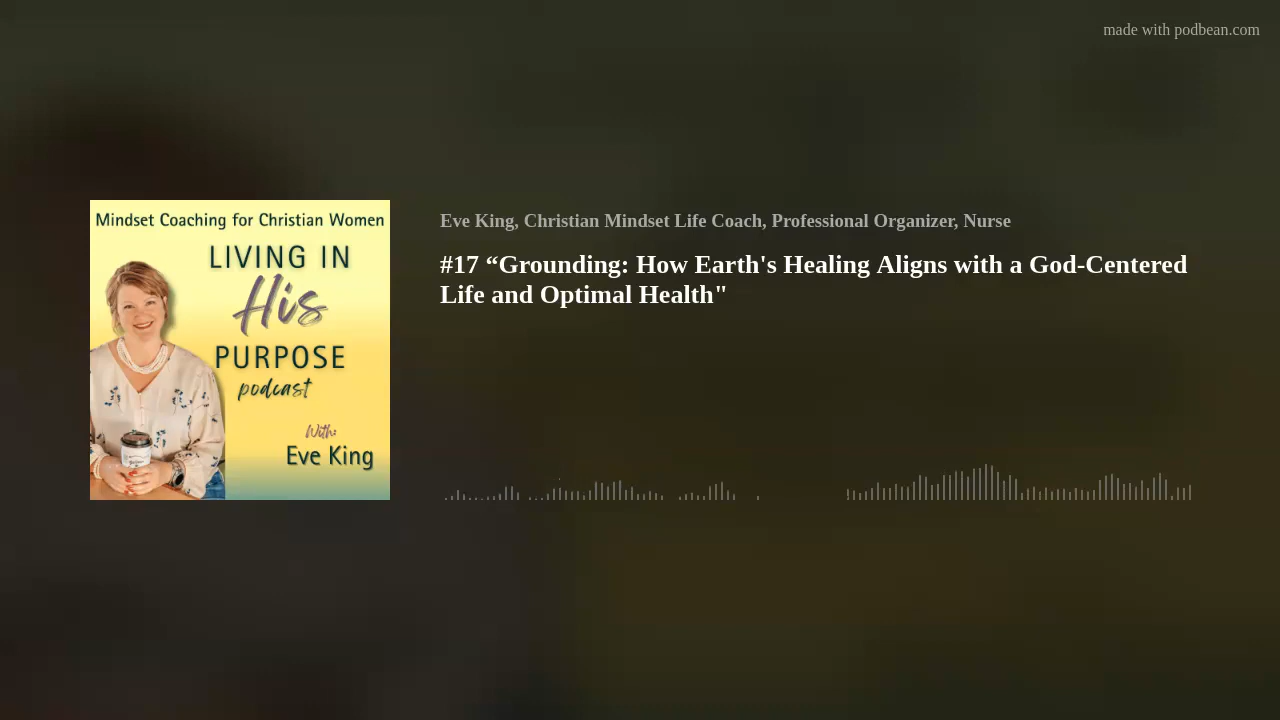 made with podbean.com
Mindset Coaching for Christian Women
LIVING IN
His
PURPOSE
podcast
With:
Eve King
Eve King, Christian Mindset Life Coach, Professional Organizer, Nurse
#17 “Grounding: How Earth's Healing Aligns with a God-Centered
Life and Optimal Health"